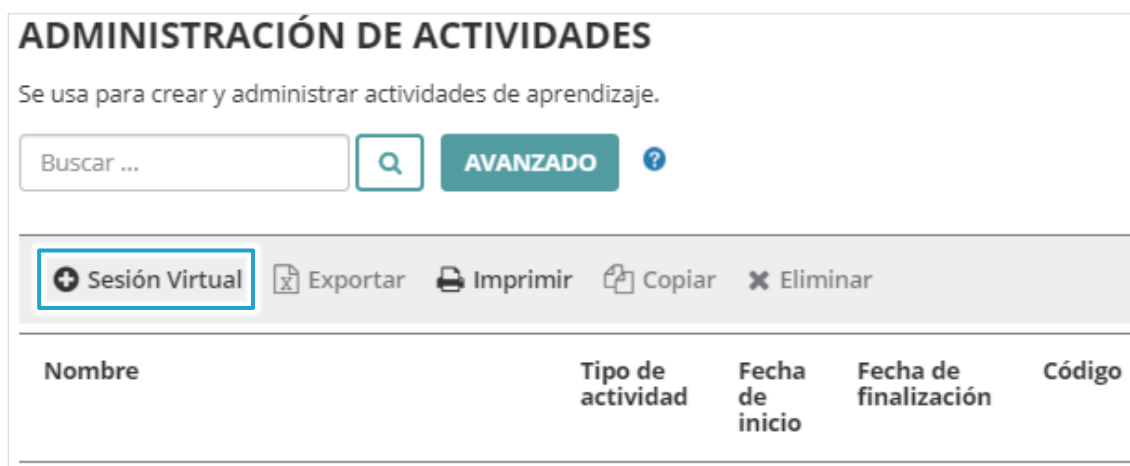 ADMINISTRACIÓN DE ACTIVIDADES
Se usa para crear y administrar actividades de aprendizaje.
Buscar ... AVANZADO ?
Sesión Virtual Exportar Imprimir Copiar Eliminar
Nombre Tipo de Fecha Fecha de Código
actividad de finalización
inicio